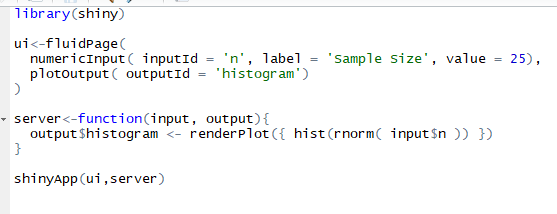 library(shiny)
ui<-fluidPage(
numericInput( inputId = 'n', label = 'Sample Size', value = 25),
plotOutput( outputId = 'histogram')
)
server<-function(input, output){
output$histogram <- renderPlot({ hist(rnorm( input$n )) })
}
shinyApp(ui,server)